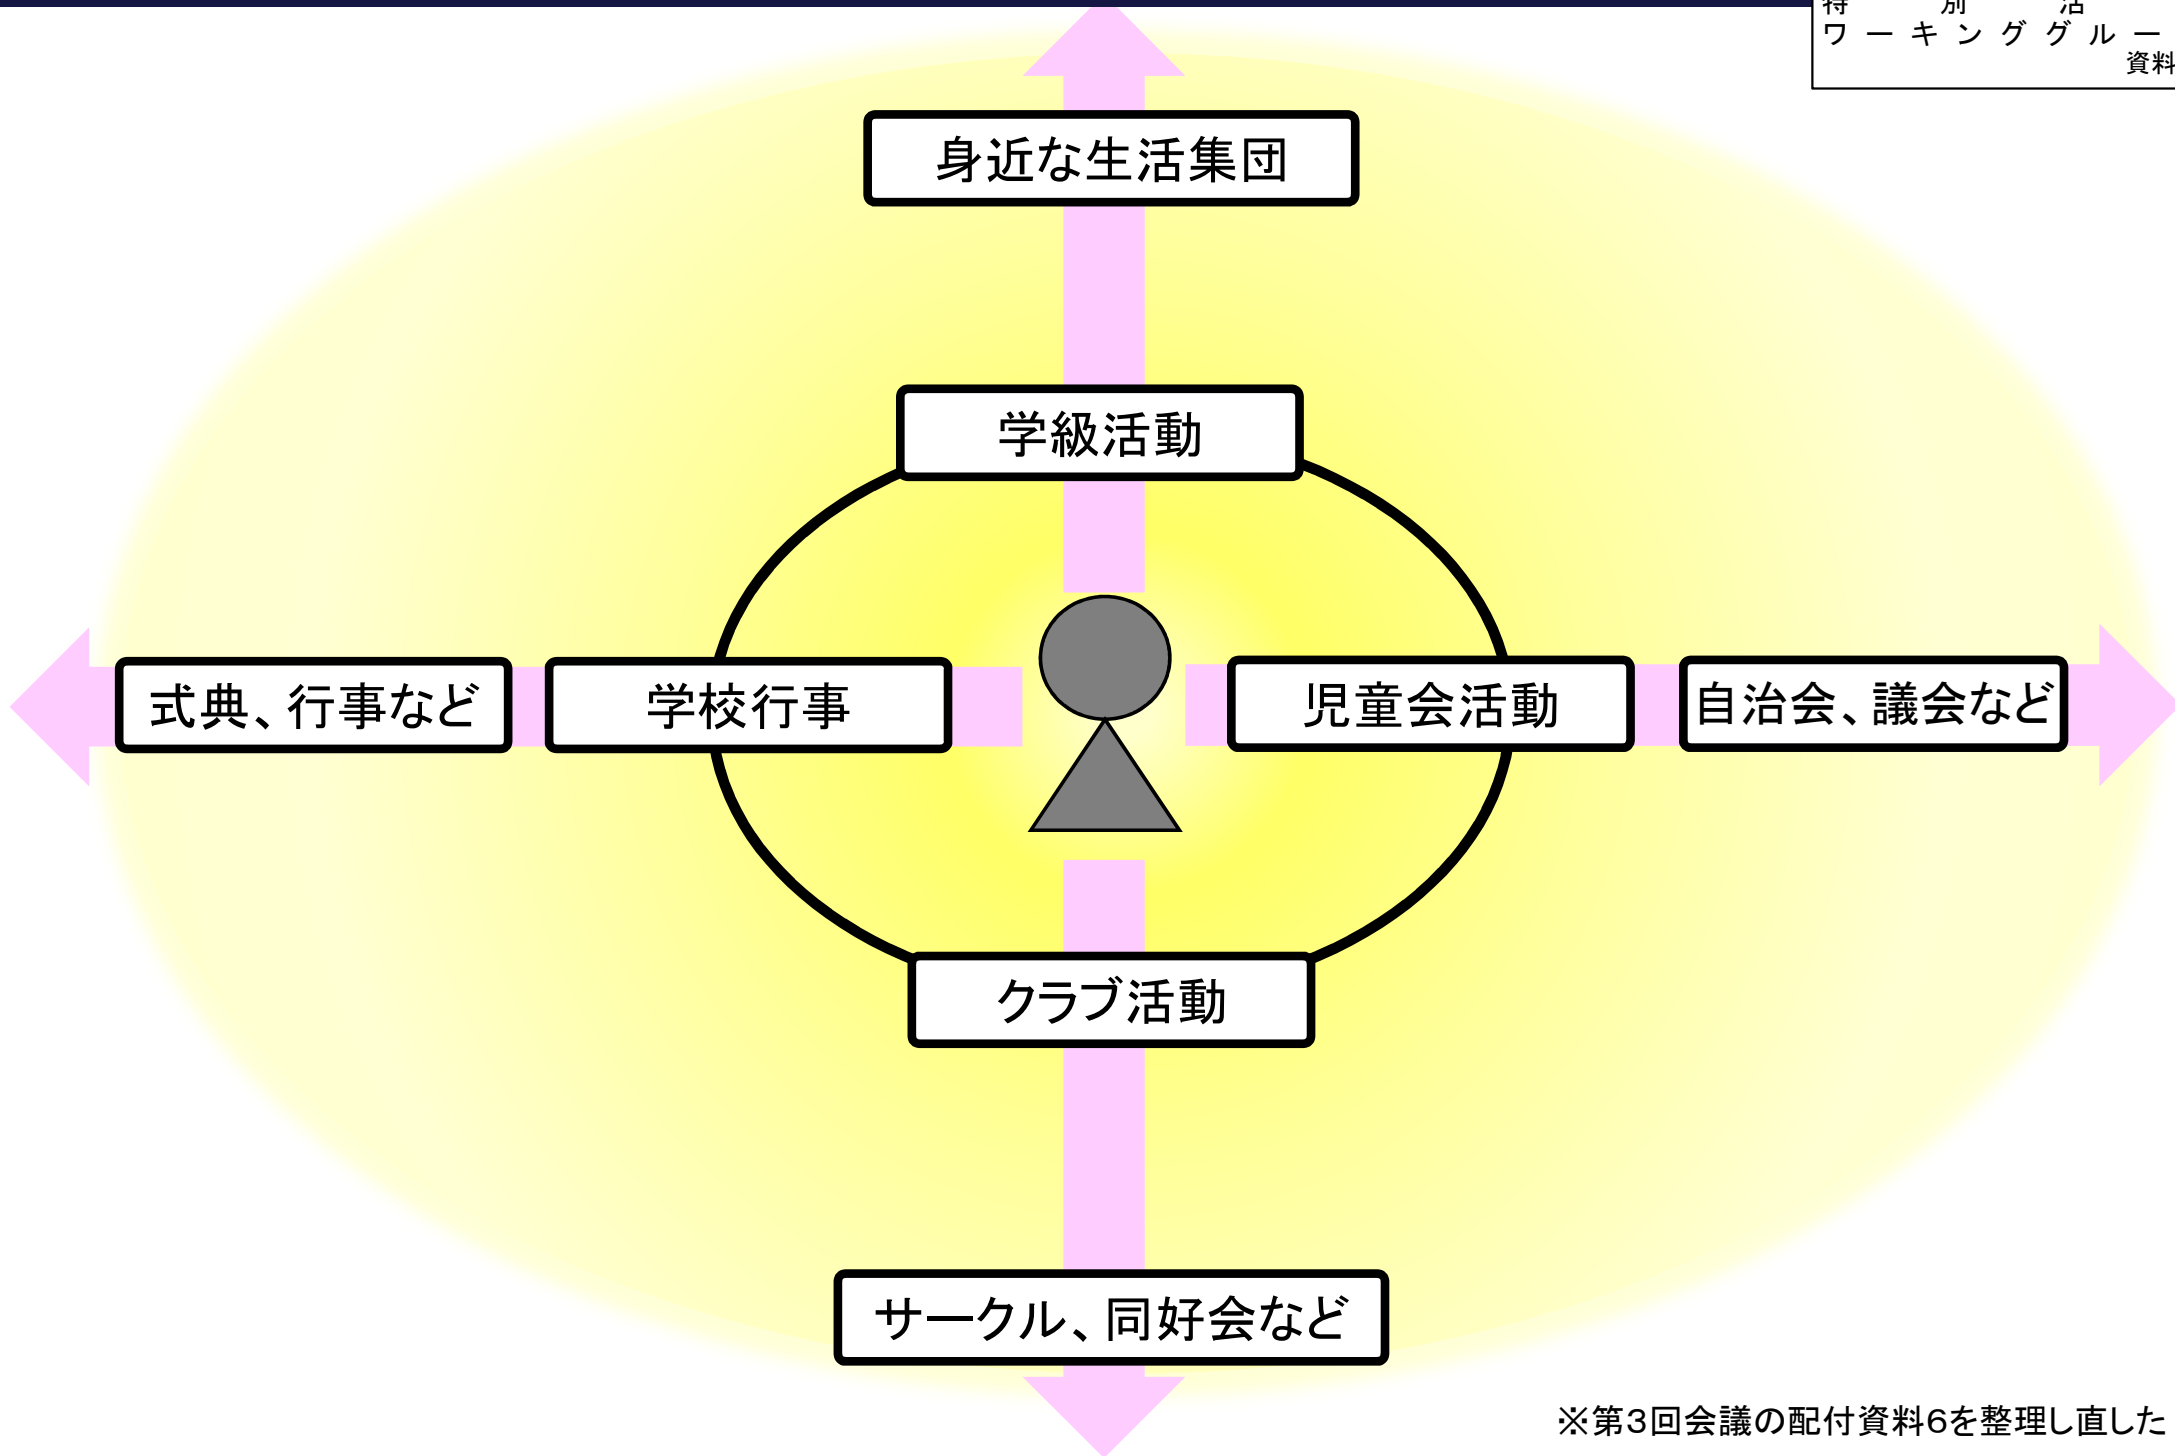 特別活
ワーキンググルー
資料
身近な生活集団
学級活動
式典、行事など
学校行事
児童会活動
自治会、議会など
クラブ活動
サークル、同好会など
※第3回会議の配付資料6を整理し直した